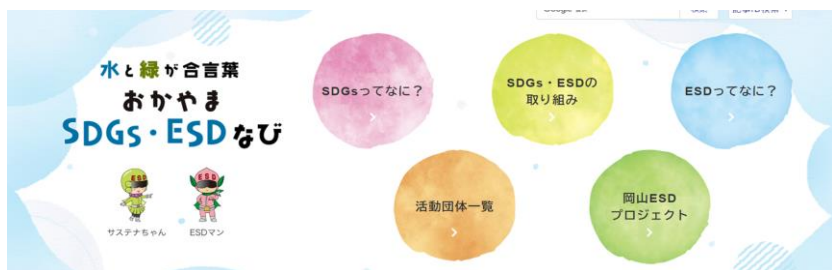 水と緑が合言葉
おかやま
SDGs・ESDなび
サステナちゃん
ESDマン
SDGsってなに？
SDGs・ESDの
取り組み
ESDってなに？
活動団体一覧
岡山ESD
プロジェクト